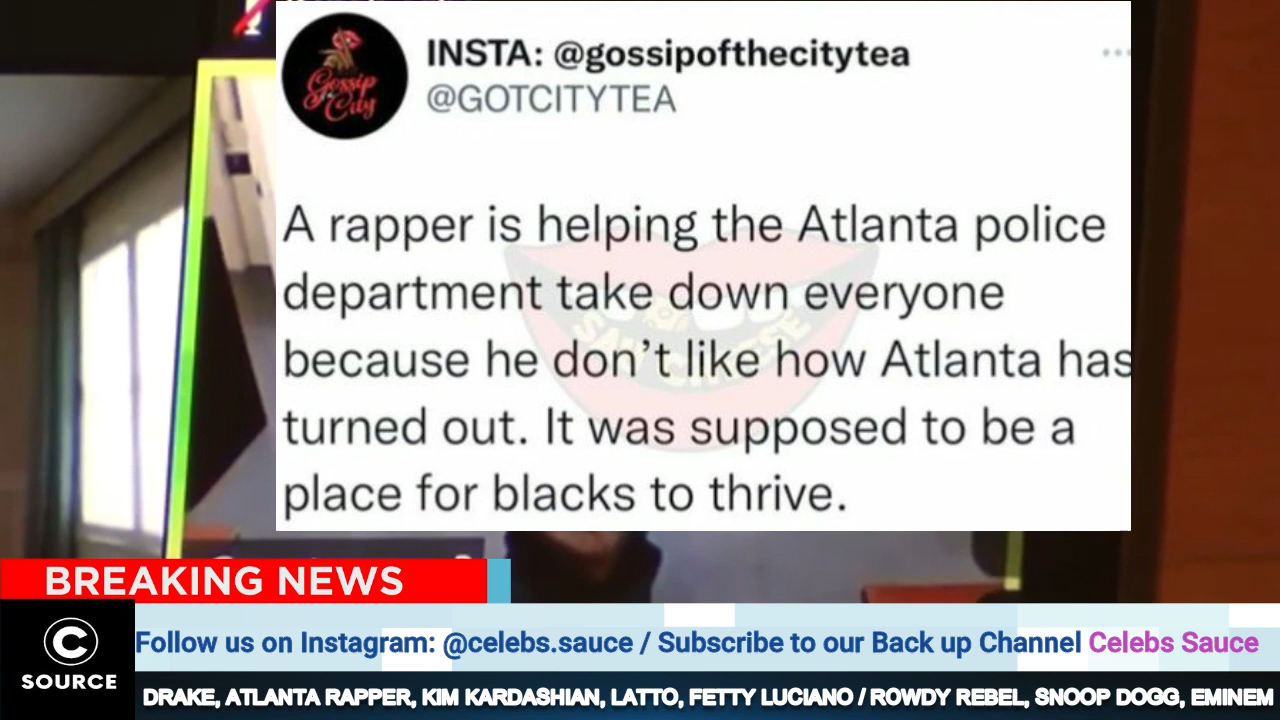 Gossip
City
INSTA: @gossipofthecitytea
@GOTCITYTEA
A rapper is helping the Atlanta police
department take down everyone
because he don't like how Atlanta has
turned out. It was supposed to be a
place for blacks to thrive.
BREAKING NEWS
C
SOURCE
Follow us on Instagram: @celebs.sauce / Subscribe to our Back up Channel Celebs Sauce
DRAKE, ATLANTA RAPPER, KIM KARDASHIAN, LATTO, FETTY LUCIANO / ROWDY REBEL, SNOOP DOGG, EMINEM